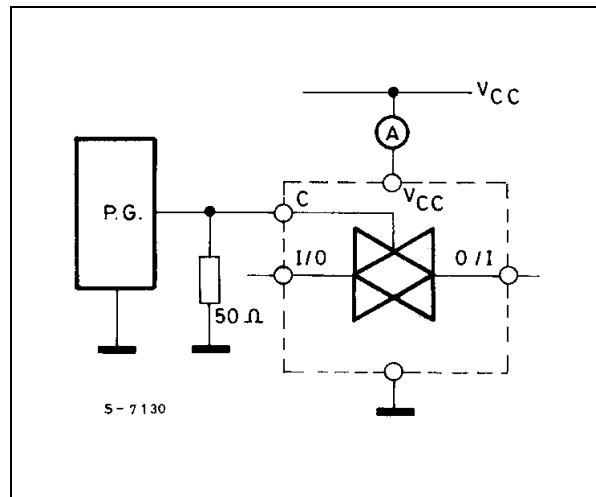 VCC
A
C
VCC
P.G.
I/O
O/I
50 Ω
S-7130